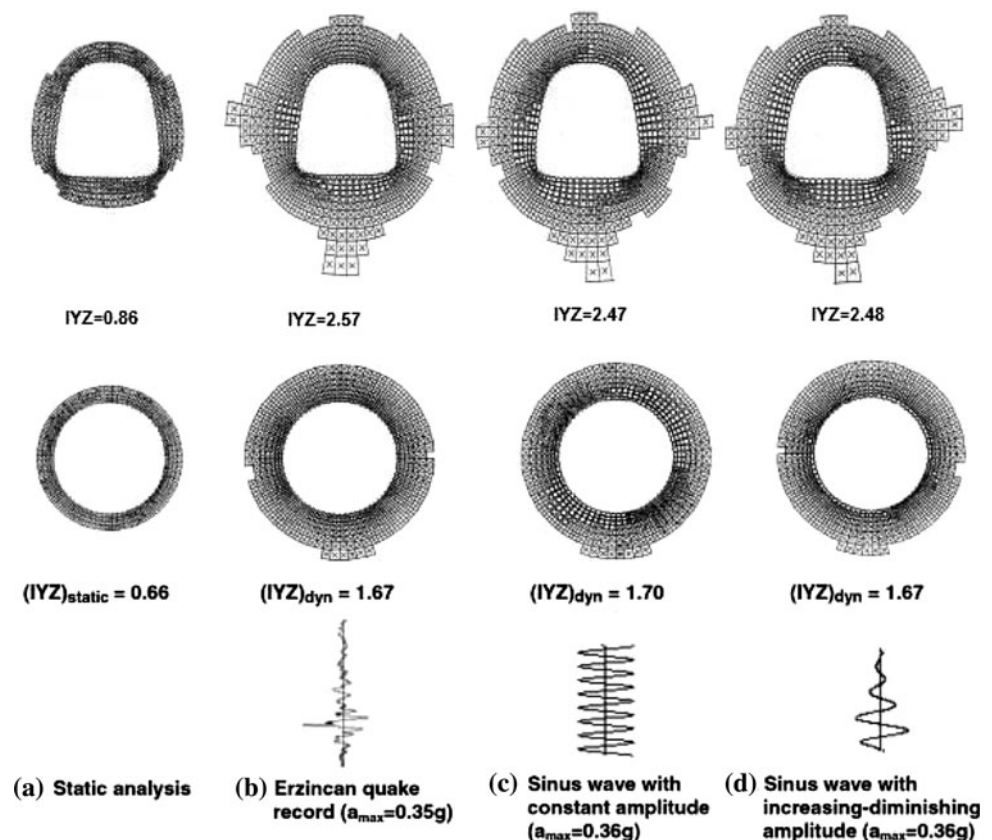 IYZ=0.86
IYZ=2.57
IYZ=2.47
IYZ=2.48
(IYZ)static = 0.66
(IYZ)dyn = 1.67
(IYZ)dyn = 1.70
(IYZ)dyn = 1.67
(a) Static analysis
(b) Erzincan quake
record (amax=0.35g)
(c) Sinus wave with
constant amplitude
(amax=0.36g)
(d) Sinus wave with
increasing-diminishing
amplitude (amax=0.36g)